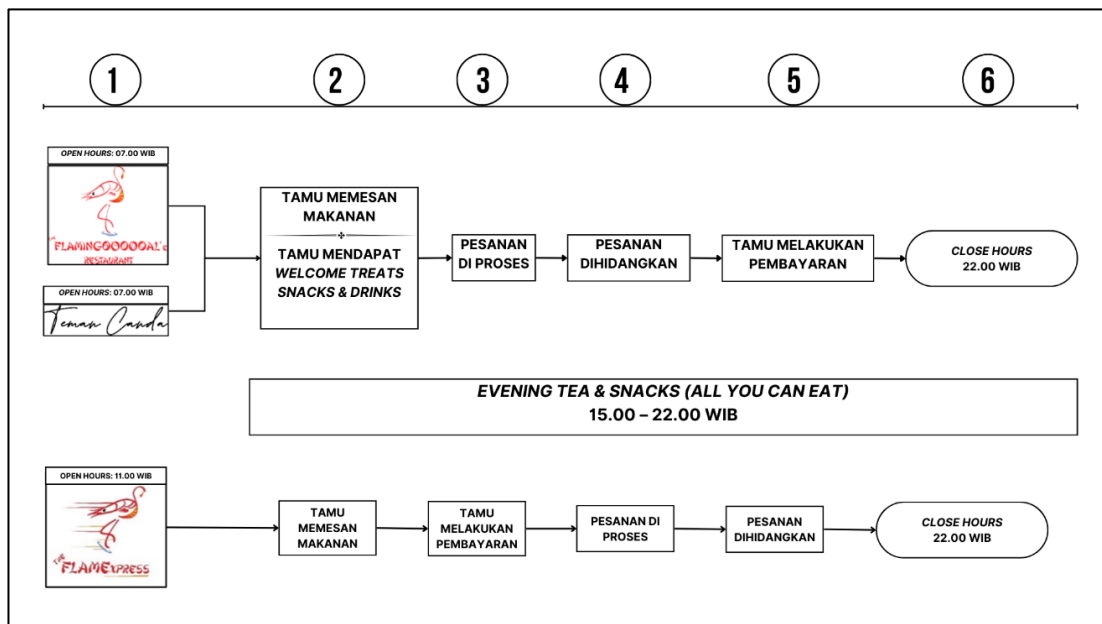 1 2 3 4 5 6
OPEN HOURS: 07.00 WIB
FLAMINGOOOOOAL's
RESTAURANT
OPEN HOURS: 07.00 WIB
Teman Canda
TAMU MEMESAN
MAKANAN
TAMU MENDAPAT
WELCOME TREATS
SNACKS & DRINKS
PESANAN
DI PROSES
PESANAN
DIHIDANGKAN
TAMU MELAKUKAN
PEMBAYARAN
CLOSE HOURS
22.00 WIB
EVENING TEA & SNACKS (ALL YOU CAN EAT)
15.00 – 22.00 WIB
OPEN HOURS: 11.00 WIB
THE
FLAMEXPRESS
TAMU
MEMESAN
MAKANAN
TAMU
MELAKUKAN
PEMBAYARAN
PESANAN DI
PROSES
PESANAN
DIHIDANGKAN
CLOSE HOURS
22.00 WIB